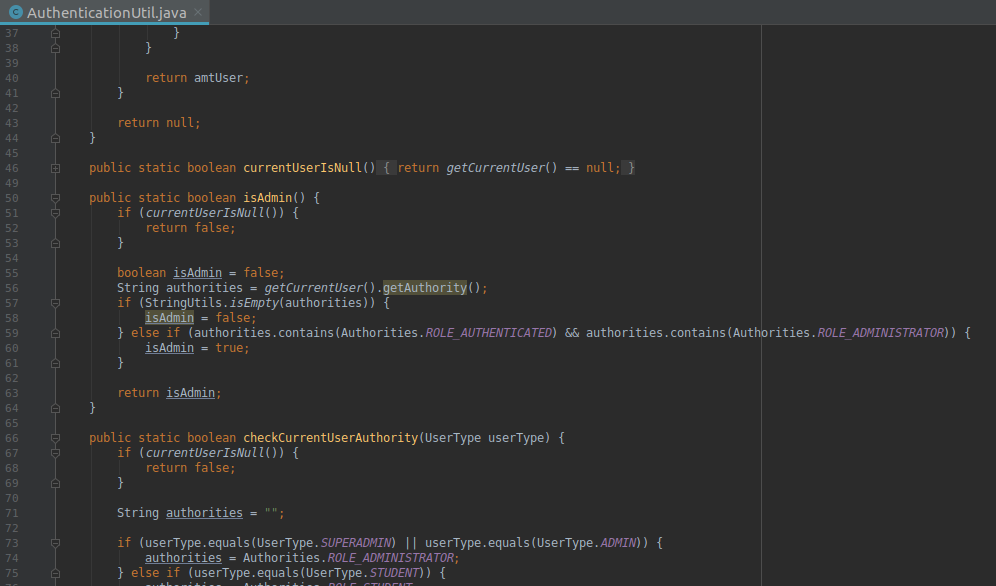 AuthenticationUtil.java
37 }
38 }
39
40 return amtUser;
41 }
42
43 return null;
44 }
45
46 public static boolean currentUserIsNull() { return getCurrentUser() == null; }
49
50 public static boolean isAdmin() {
51 if (currentUserIsNull()) {
52 return false;
53 }
54
55 boolean isAdmin = false;
56 String authorities = getCurrentUser().getAuthority();
57 if (StringUtils.isEmpty(authorities)) {
58 isAdmin = false;
59 } else if (authorities.contains(Authorities.ROLE_AUTHENTICATED) && authorities.contains(Authorities.ROLE_ADMINISTRATOR)) {
60 isAdmin = true;
61 }
62
63 return isAdmin;
64 }
65
66 public static boolean checkCurrentUserAuthority(UserType userType) {
67 if (currentUserIsNull()) {
68 return false;
69 }
70
71 String authorities = "";
72
73 if (userType.equals(UserType.SUPERADMIN) || userType.equals(UserType.ADMIN)) {
74 authorities = Authorities.ROLE_ADMINISTRATOR;
75 } else if (userType.equals(UserType.STUDENT)) {